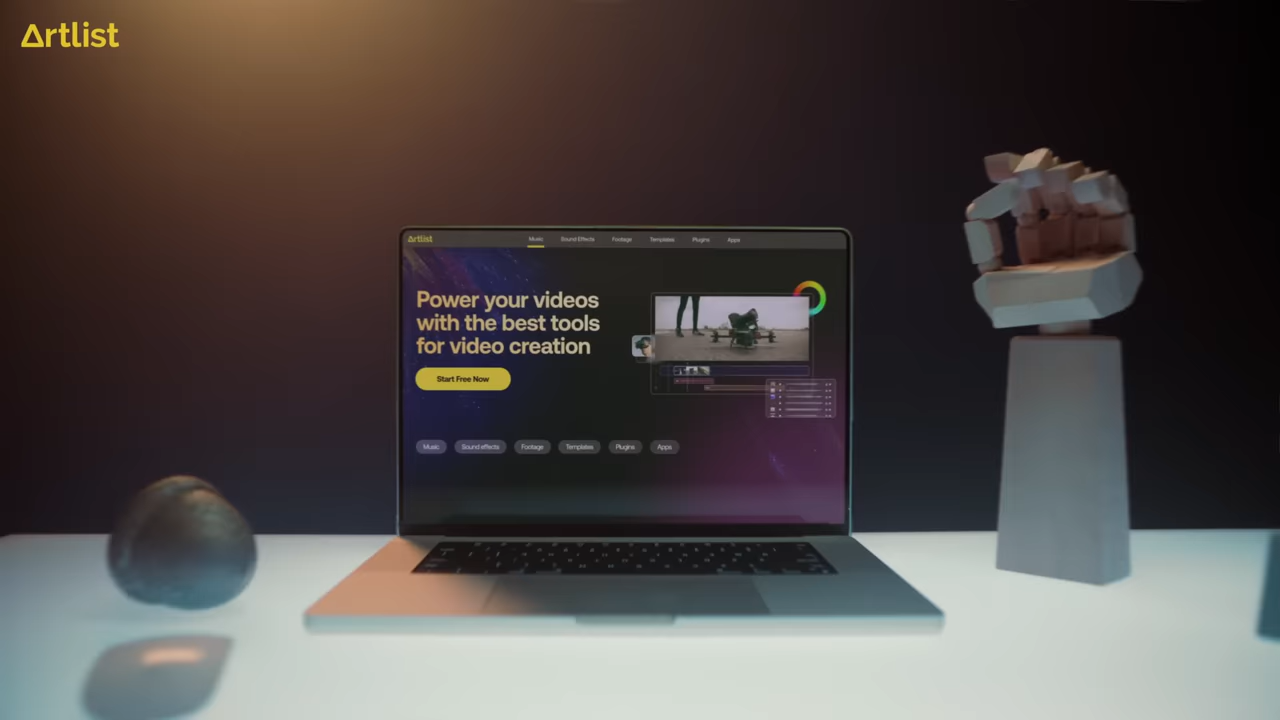 Artlist
Artlist
Music Sound Effects Footage Templates Plugins Apps
Power your videos
with the best tools
for video creation
Start Free Now
Music Sound effects Footage Templates Plugins Apps